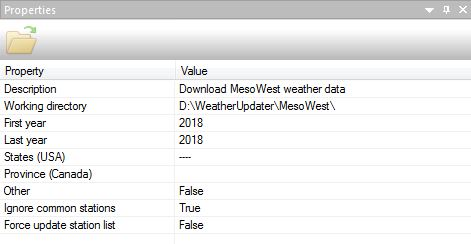 Properties
Property Value
Description Download MesoWest weather data
Working directory D:\WeatherUpdater\MesoWest\
First year 2018
Last year 2018
States (USA) ----
Province (Canada)
Other False
Ignore common stations True
Force update station list False